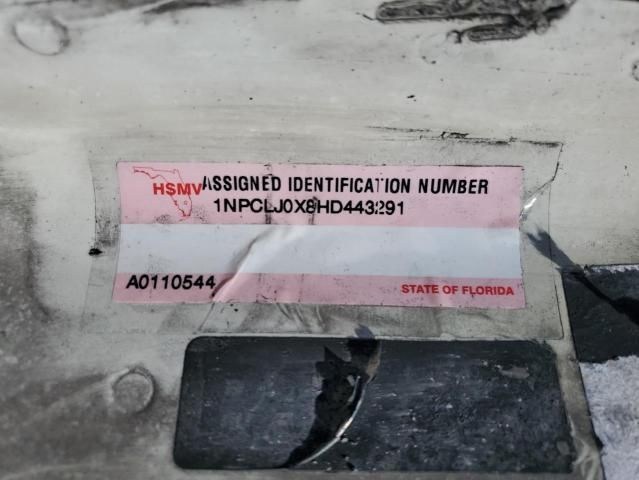 HSMV ASSIGNED IDENTIFICATION NUMBER
1NPCLJ0X8HD443291
A0110544
STATE OF FLORIDA